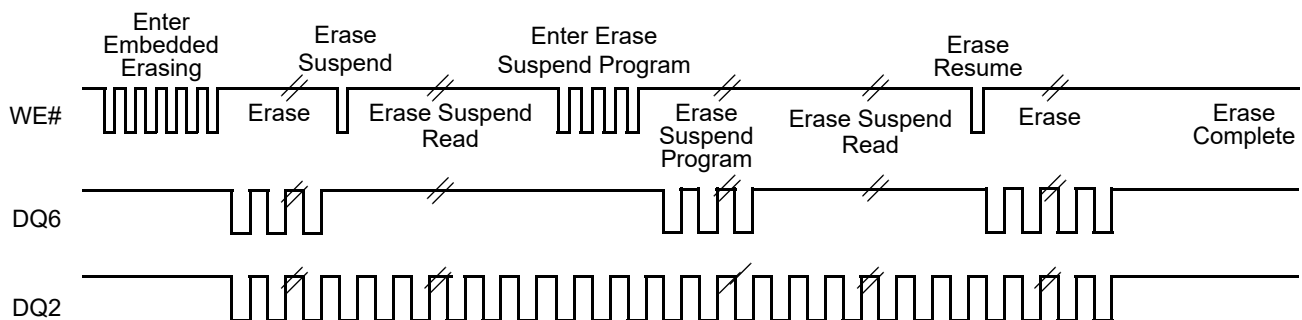 Enter
Embedded
Erasing
Erase
Suspend
Enter Erase
Suspend Program
Erase
Resume
WE#
Erase
Erase Suspend
Read
Erase
Suspend
Program
Erase Suspend
Read
Erase
Erase
Complete
DQ6
DQ2